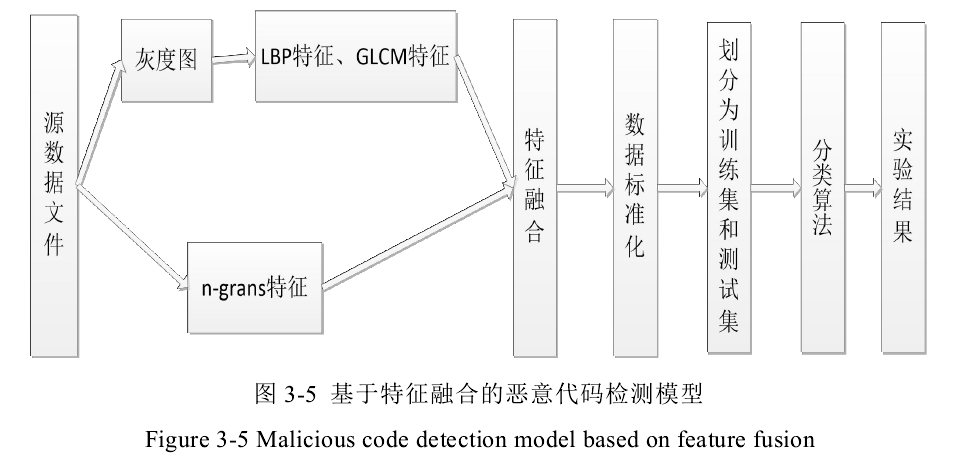 源数据文件
灰度图
LBP特征、GLCM特征
n-grans特征
特征融合
数据标准化
划分为训练集和测试集
分类算法
实验结果
图 3-5 基于特征融合的恶意代码检测模型
Figure 3-5 Malicious code detection model based on feature fusion